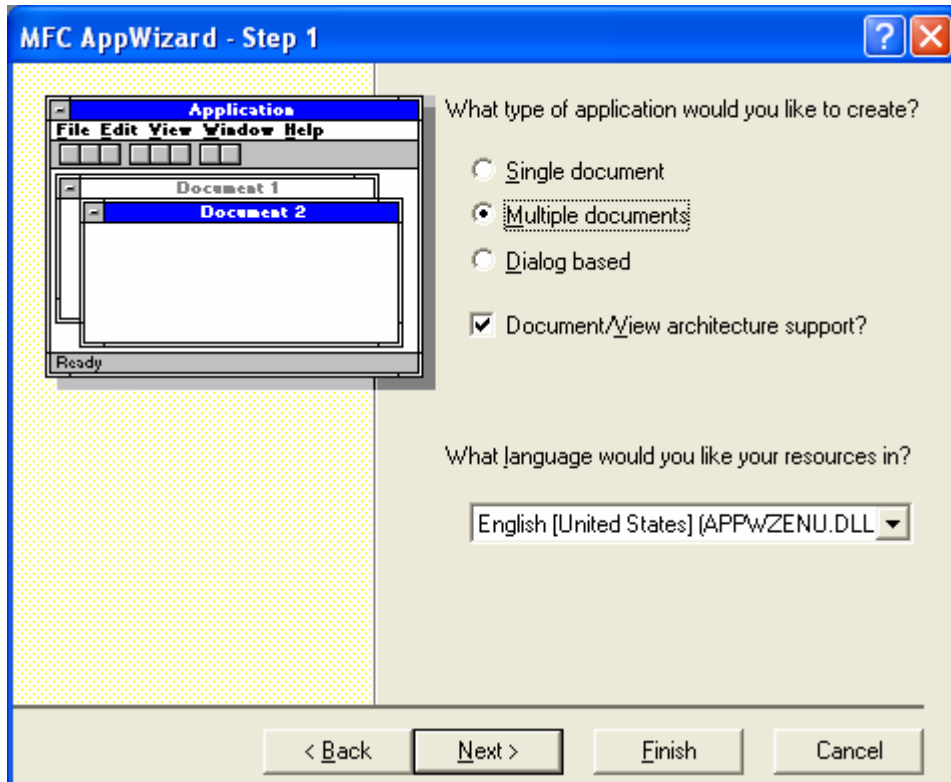 MFC AppWizard - Step 1
Application
File Edit View Window Help
Document 1
Document 2
Ready
What type of application would you like to create?
Single document
Multiple documents
Dialog based
Document/View architecture support?
What language would you like your resources in?
English [United States] (APPWZENU.DLL
< Back
Next >
Finish
Cancel